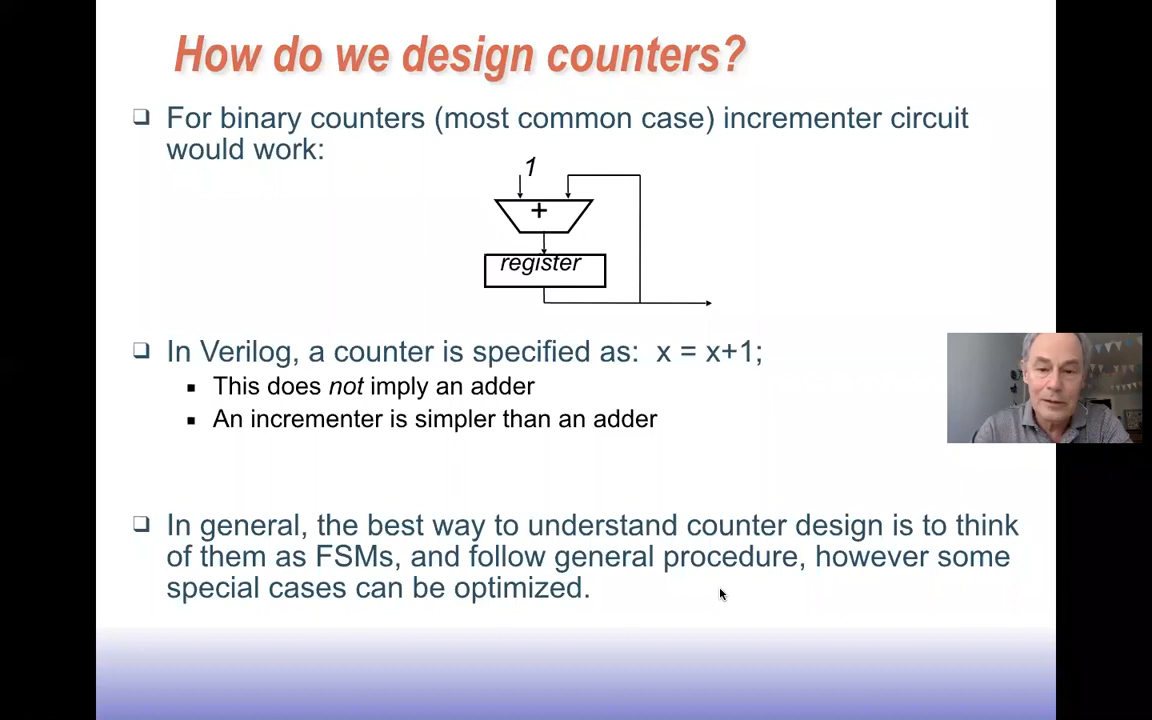 How do we design counters?
For binary counters (most common case) incrementer circuit
would work:
1
+
register
In Verilog, a counter is specified as: x = x+1;
This does not imply an adder
An incrementer is simpler than an adder
In general, the best way to understand counter design is to think
of them as FSMs, and follow general procedure, however some
special cases can be optimized.